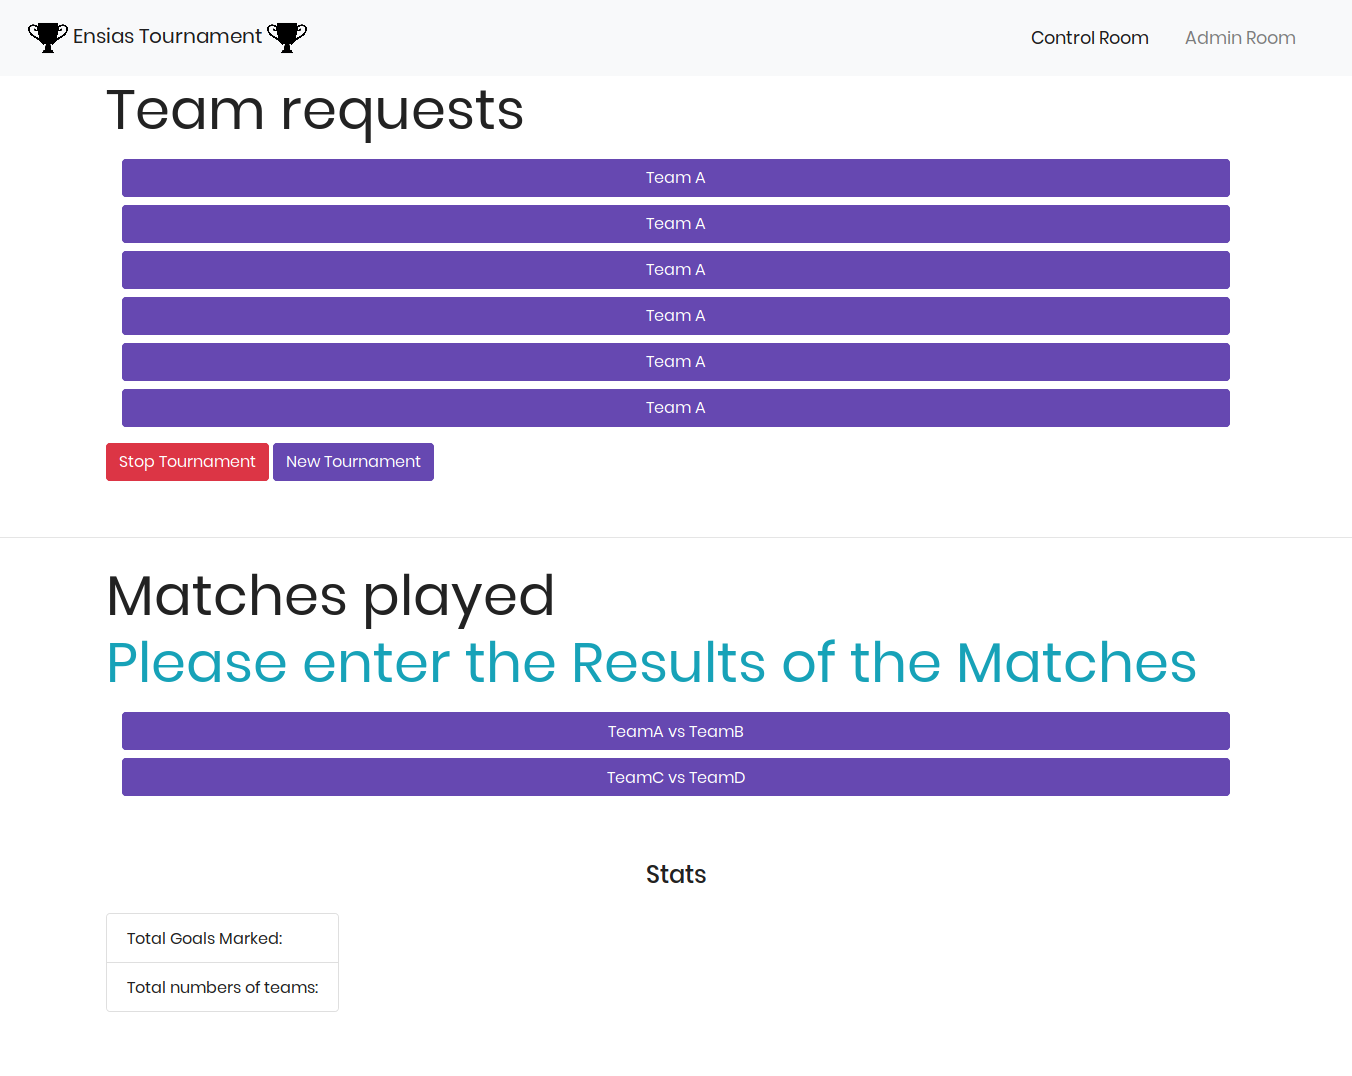 Ensias Tournament
Control Room
Admin Room
Team requests
Team A
Team A
Team A
Team A
Team A
Team A
Stop Tournament
New Tournament
Matches played
Please enter the Results of the Matches
TeamA vs TeamB
TeamC vs TeamD
Stats
Total Goals Marked:
Total numbers of teams: